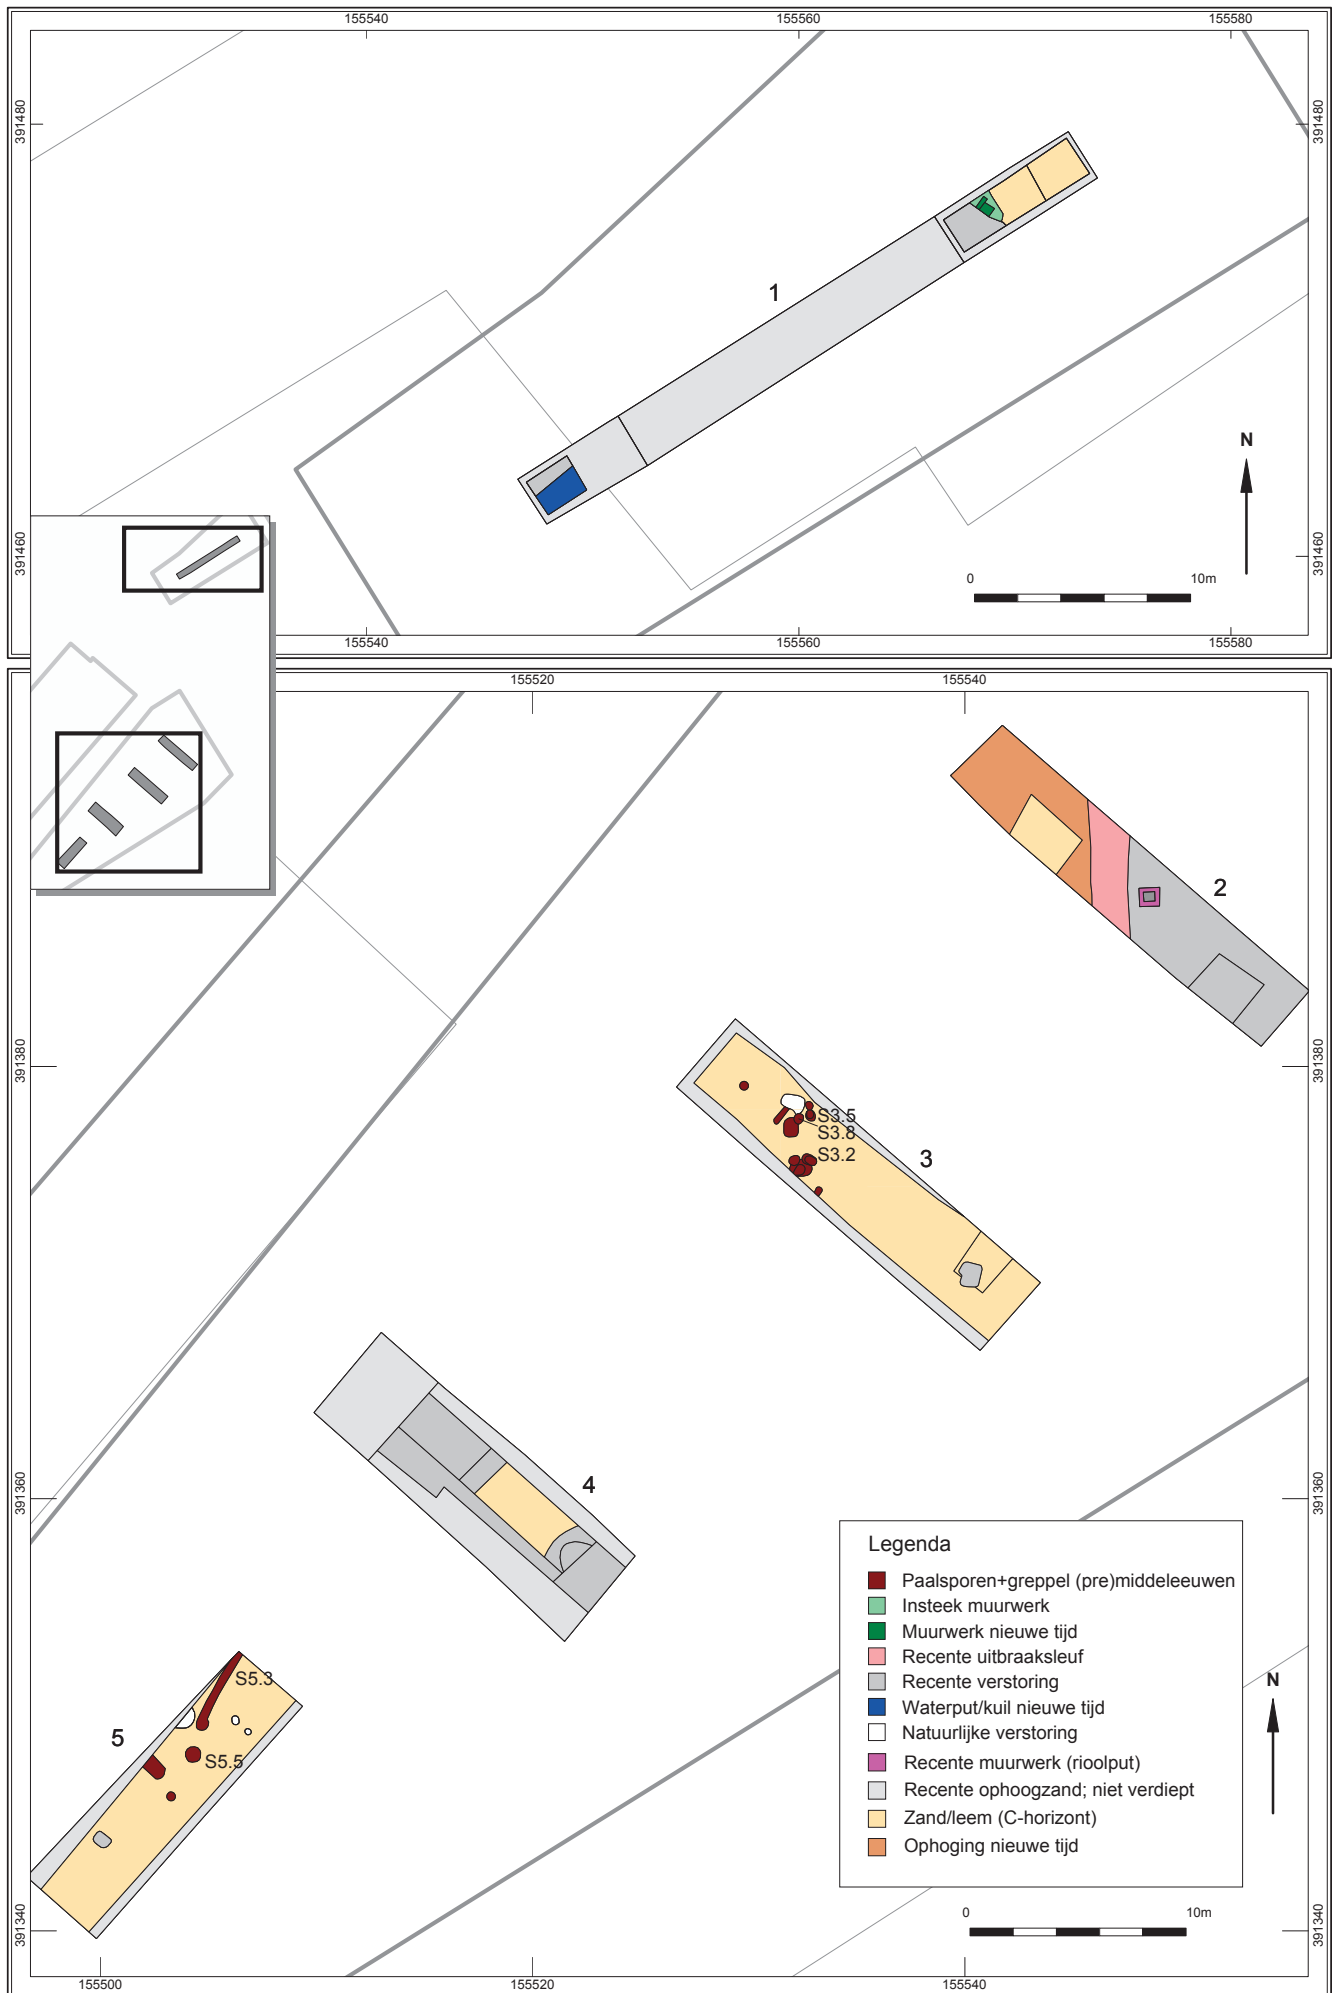 155540 155560 155580
391480 391480
1
N
391460 391460
0 10m
155540 155560 155580
155520 155540
2
391380 391380
S3.5
S3.8
S3.2
3
4
391360 391360
Legenda
Paalsporen+greppel (pre)middeleeuwen
Insteek muurwerk
Muurwerk nieuwe tijd
Recente uitbraaksleuf
Recente verstoring
Waterput/kuil nieuwe tijd
Natuurlijke verstoring
Recente muurwerk (rioolput)
Recente ophoogzand; niet verdiept
Zand/leem (C-horizont)
Ophoging nieuwe tijd
S5.3
N
5
S5.5
0 10m
391340 391340
155500 155520 155540